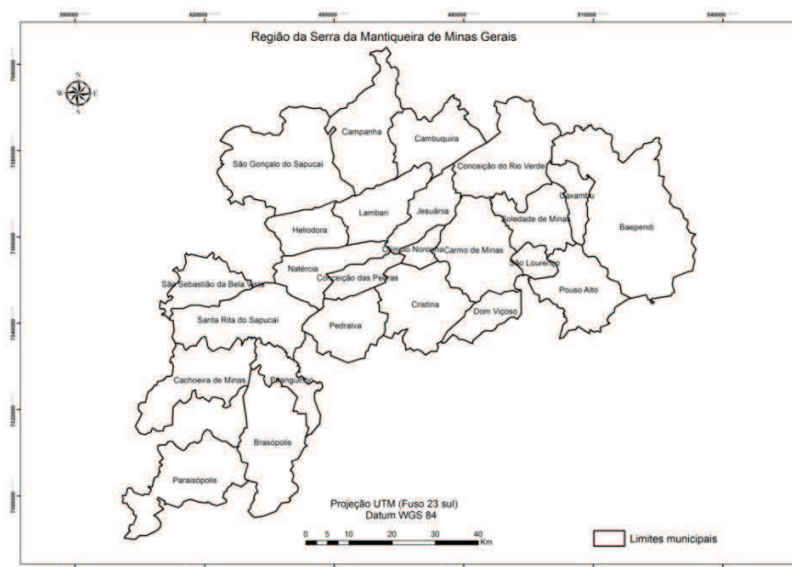 Região da Serra da Mantiqueira de Minas Gerais
N
W E
S
Campanha
Cambuquira
São Gonçalo do Sapucaí
Conceição do Rio Verde
Caxambu
Lambari
Jesuânia
Soledade de Minas
Heliodora
Baependi
Olímpio Noronha
Carmo de Minas
São Lourenço
Natércia
Conceição das Pedras
São Sebastião da Bela Vista
Pouso Alto
Cristina
Dom Viçoso
Santa Rita do Sapucaí
Pedralva
Cachoeira de Minas
Piranguinho
Brasópolis
Paraisópolis
Projeção UTM (Fuso 23 sul)
Datum WGS 84
0 5 10 20 30 40
Km
Limites municipais